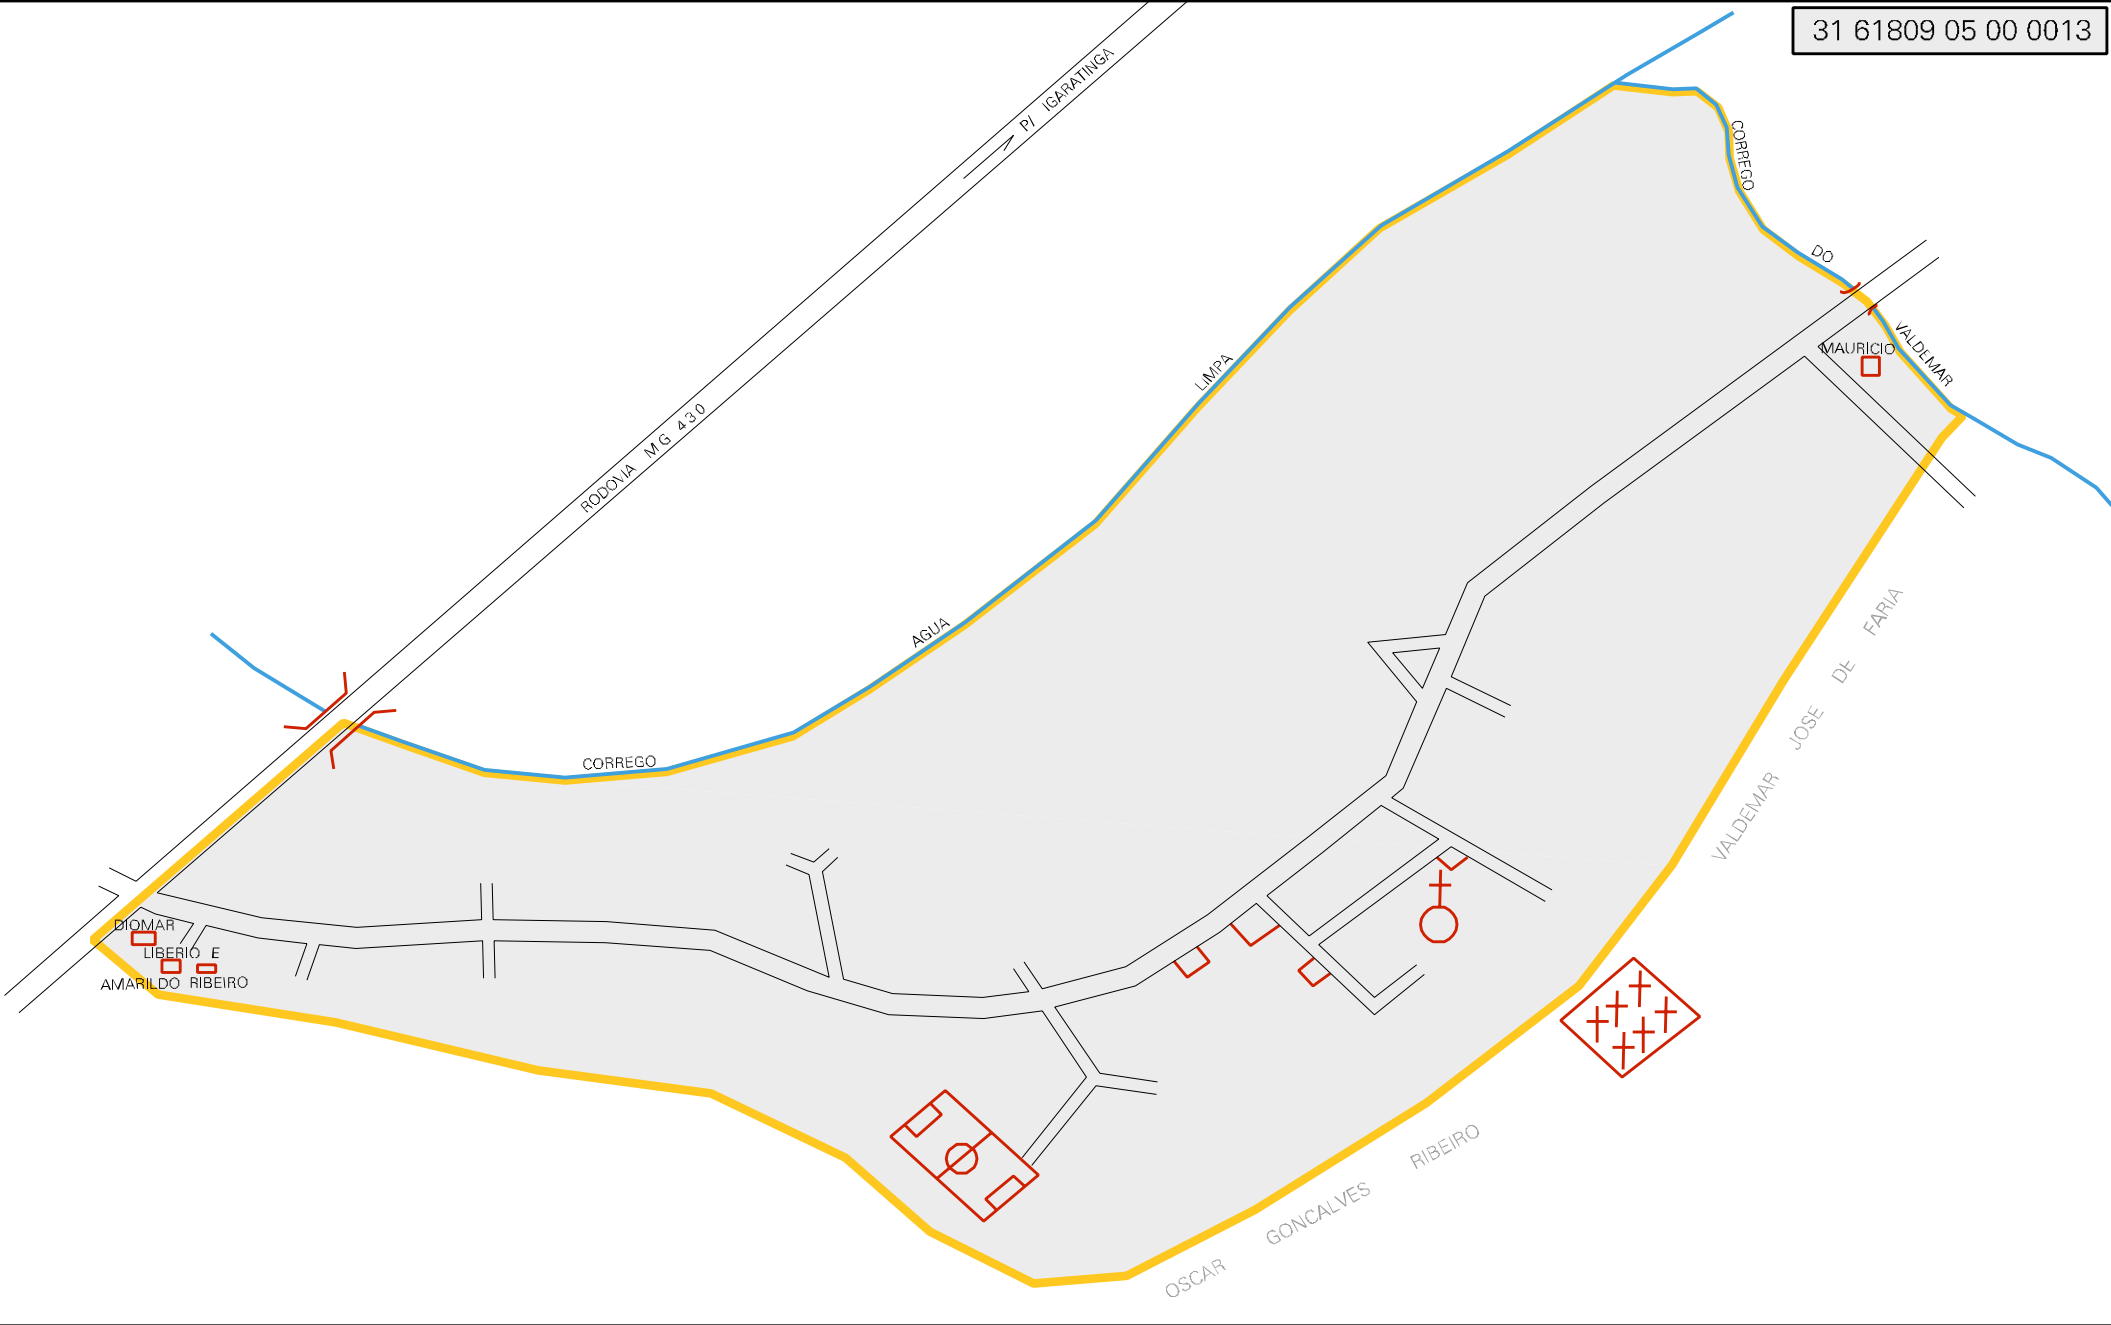 31 61809 05 00 0013
P/ IGARATINGA
CORREGO DO VALDEMAR
MAURICIO
RODOVIA MG 430
CORREGO AGUA LIMPA
VALDEMAR JOSE DE FARIA
DIOMAR
LIBERIO E
AMARILDO RIBEIRO
OSCAR GONCALVES RIBEIRO